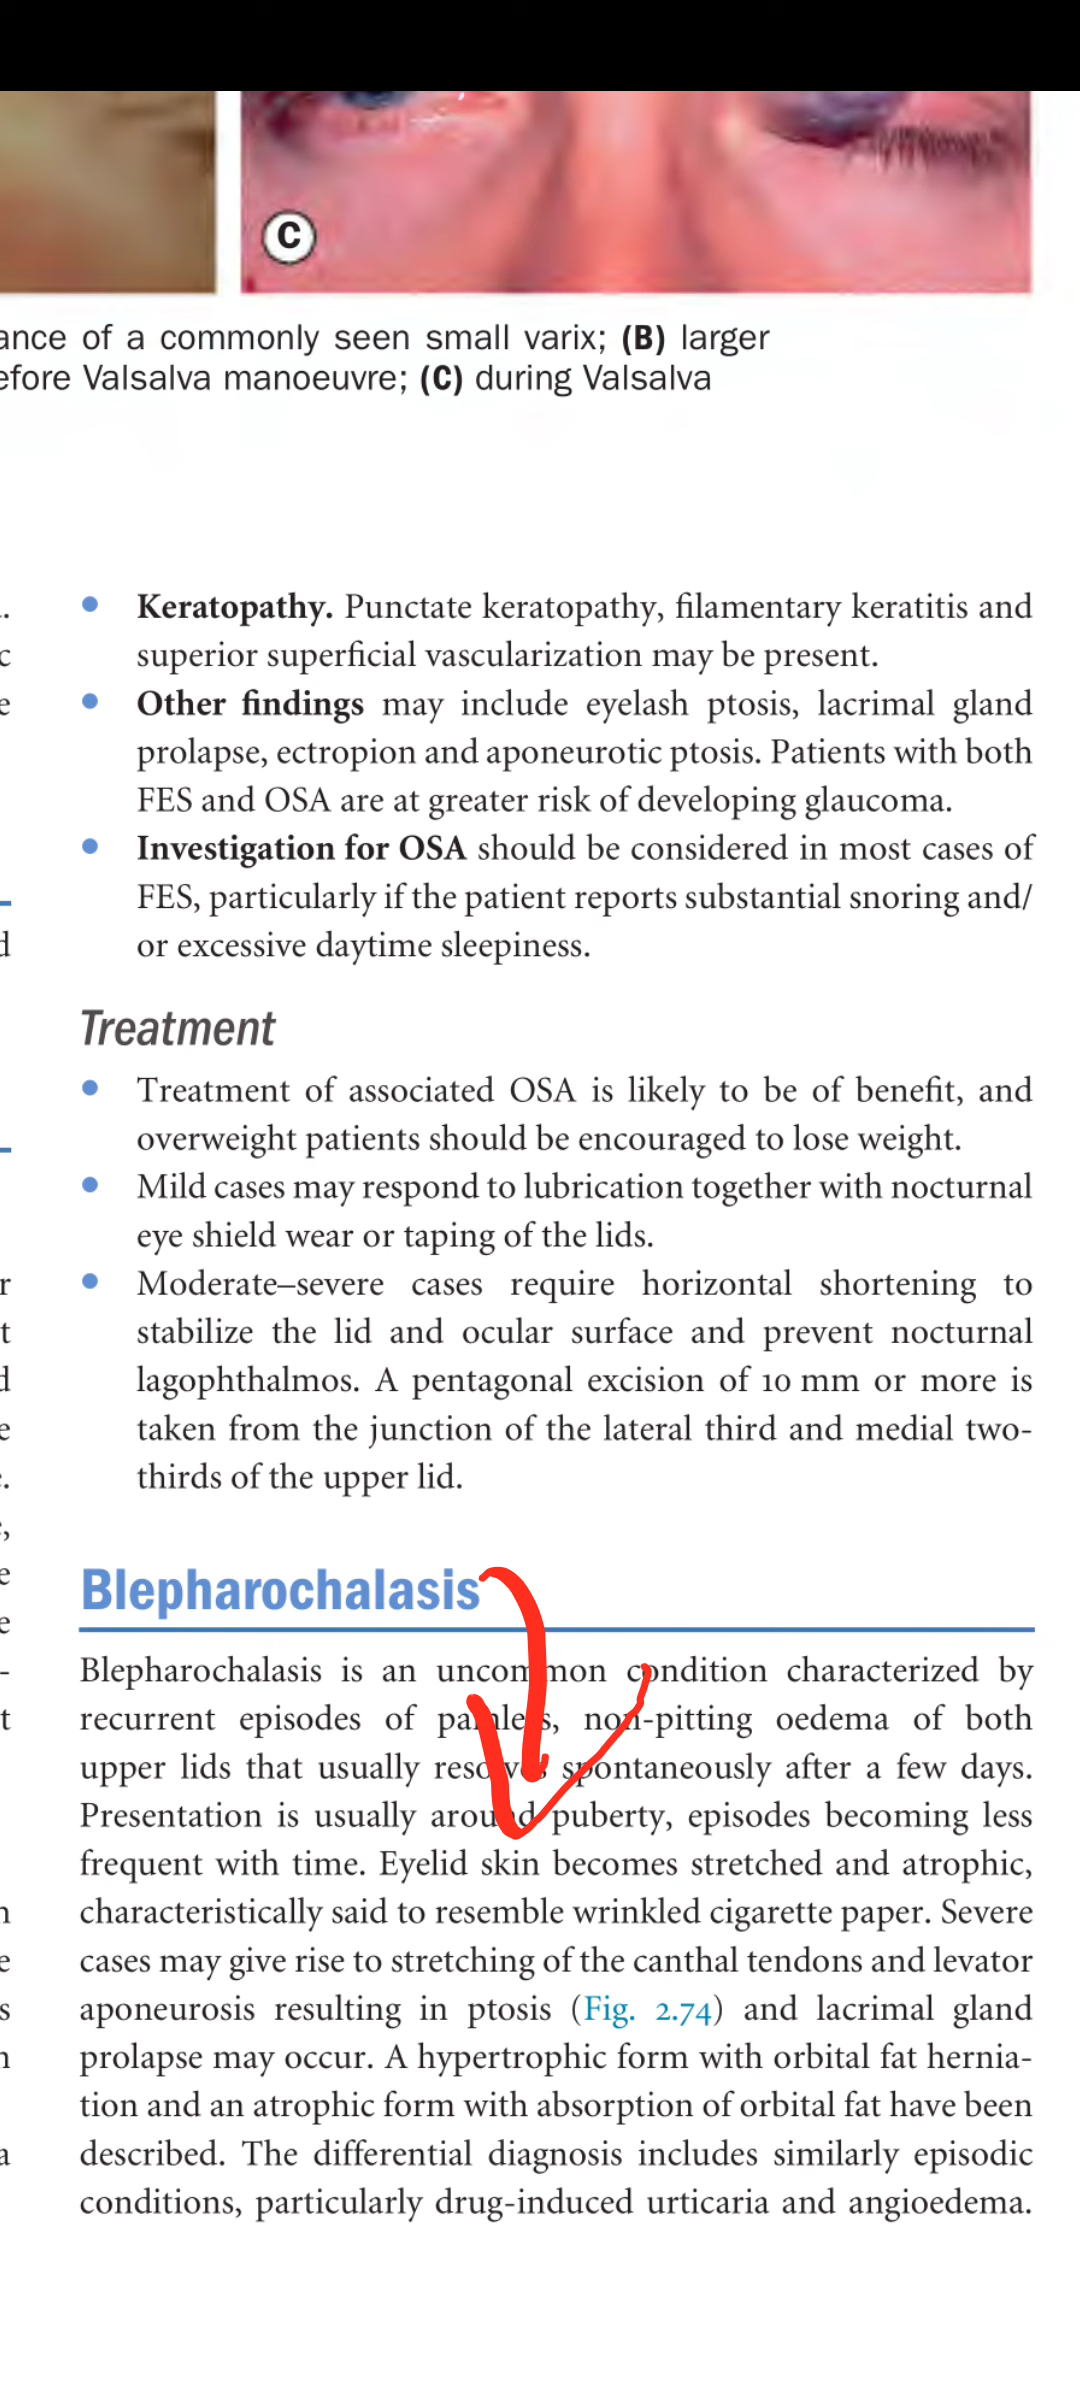 C
ance of a commonly seen small varix; (B) larger
efore Valsalva manoeuvre; (C) during Valsalva
• Keratopathy. Punctate keratopathy, filamentary keratitis and
superior superficial vascularization may be present.
• Other findings may include eyelash ptosis, lacrimal gland
prolapse, ectropion and aponeurotic ptosis. Patients with both
FES and OSA are at greater risk of developing glaucoma.
• Investigation for OSA should be considered in most cases of
FES, particularly if the patient reports substantial snoring and/
or excessive daytime sleepiness.
Treatment
• Treatment of associated OSA is likely to be of benefit, and
overweight patients should be encouraged to lose weight.
• Mild cases may respond to lubrication together with nocturnal
eye shield wear or taping of the lids.
• Moderate–severe cases require horizontal shortening to
stabilize the lid and ocular surface and prevent nocturnal
lagophthalmos. A pentagonal excision of 10 mm or more is
taken from the junction of the lateral third and medial two-
thirds of the upper lid.
Blepharochalasis
Blepharochalasis is an uncommon condition characterized by
recurrent episodes of painless, non-pitting oedema of both
upper lids that usually resolves spontaneously after a few days.
Presentation is usually around puberty, episodes becoming less
frequent with time. Eyelid skin becomes stretched and atrophic,
characteristically said to resemble wrinkled cigarette paper. Severe
cases may give rise to stretching of the canthal tendons and levator
aponeurosis resulting in ptosis (Fig. 2.74) and lacrimal gland
prolapse may occur. A hypertrophic form with orbital fat hernia-
tion and an atrophic form with absorption of orbital fat have been
described. The differential diagnosis includes similarly episodic
conditions, particularly drug-induced urticaria and angioedema.